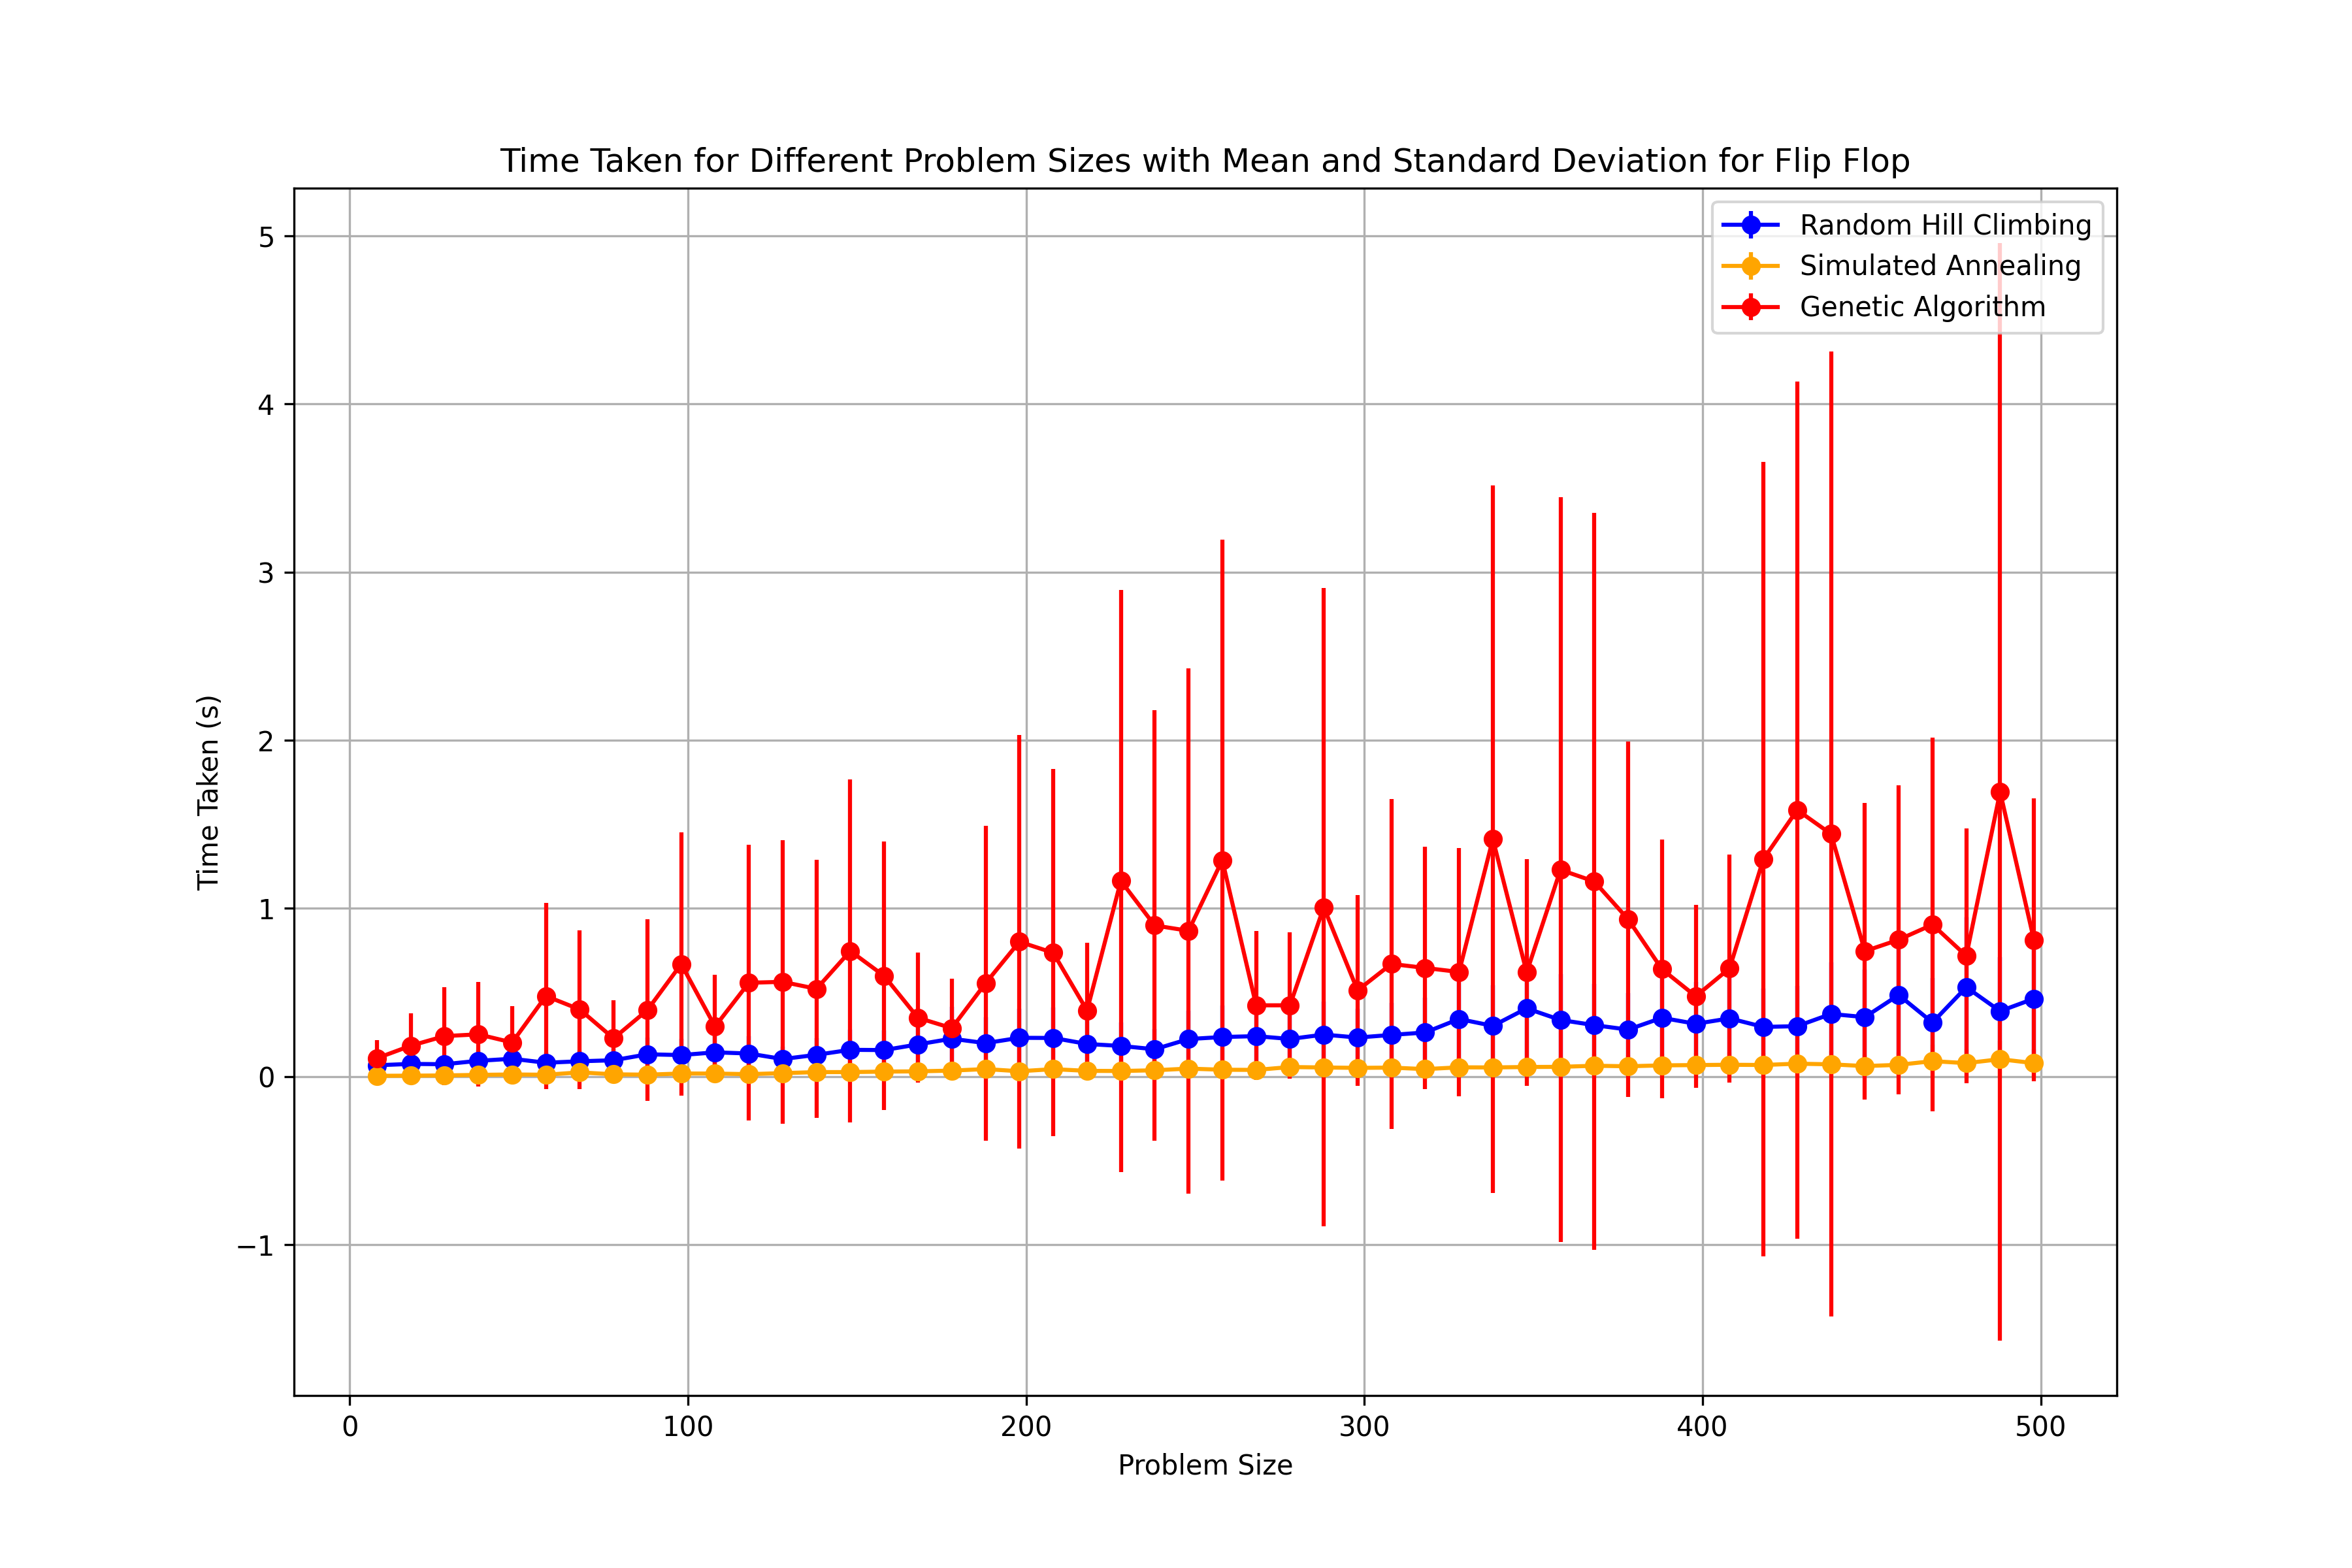 Time Taken for Different Problem Sizes with Mean and Standard Deviation for Flip Flop
Random Hill Climbing
Simulated Annealing
Genetic Algorithm
5
4
3
2
1
0
−1
Time Taken (s)
0 100 200 300 400 500
Problem Size